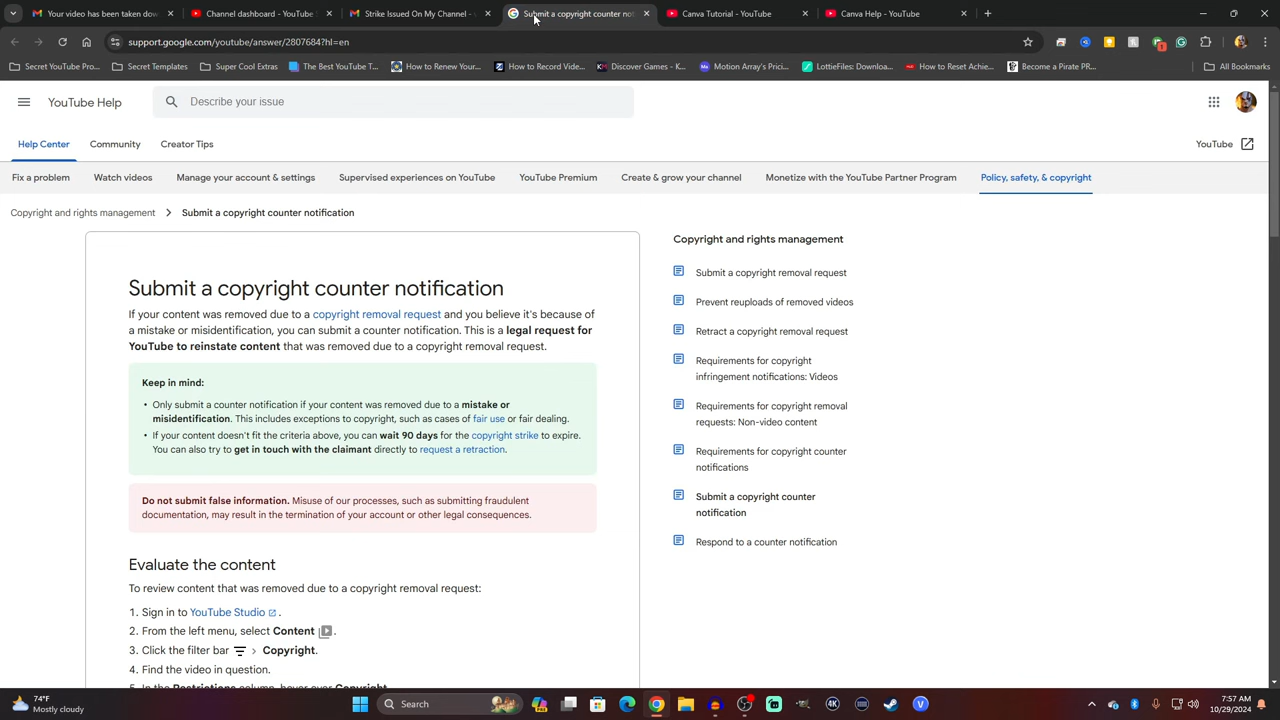 Your video has been taken dov
Channel dashboard - YouTube
Strike Issued On My Channel -
Submit a copyright counter not
Canva Tutorial - YouTube
Canva Help - YouTube
support.google.com/youtube/answer/2807684?hl=en
Secret YouTube Pro...
Secret Templates
Super Cool Extras
The Best YouTube T...
How to Renew Your...
How to Record Vide...
Discover Games - K...
Motion Array's Prici...
LottieFiles: Downloa...
How to Reset Achie...
Become a Pirate PR...
All Bookmarks
YouTube Help
Describe your issue
Help Center
Community
Creator Tips
YouTube
Fix a problem
Watch videos
Manage your account & settings
Supervised experiences on YouTube
YouTube Premium
Create & grow your channel
Monetize with the YouTube Partner Program
Policy, safety, & copyright
Copyright and rights management
Submit a copyright counter notification
Submit a copyright counter notification
If your content was removed due to a copyright removal request and you believe it's because of
a mistake or misidentification, you can submit a counter notification. This is a legal request for
YouTube to reinstate content that was removed due to a copyright removal request.
Keep in mind:
• Only submit a counter notification if your content was removed due to a mistake or
misidentification. This includes exceptions to copyright, such as cases of fair use or fair dealing.
• If your content doesn't fit the criteria above, you can wait 90 days for the copyright strike to expire.
You can also try to get in touch with the claimant directly to request a retraction.
Do not submit false information. Misuse of our processes, such as submitting fraudulent
documentation, may result in the termination of your account or other legal consequences.
Evaluate the content
To review content that was removed due to a copyright removal request:
1. Sign in to YouTube Studio .
2. From the left menu, select Content .
3. Click the filter bar > Copyright.
4. Find the video in question.
5. In the Restrictions column, hover over Copyright.
Copyright and rights management
Submit a copyright removal request
Prevent reuploads of removed videos
Retract a copyright removal request
Requirements for copyright
infringement notifications: Videos
Requirements for copyright removal
requests: Non-video content
Requirements for copyright counter
notifications
Submit a copyright counter
notification
Respond to a counter notification
74°F
Mostly cloudy
Search
7:57 AM
10/29/2024